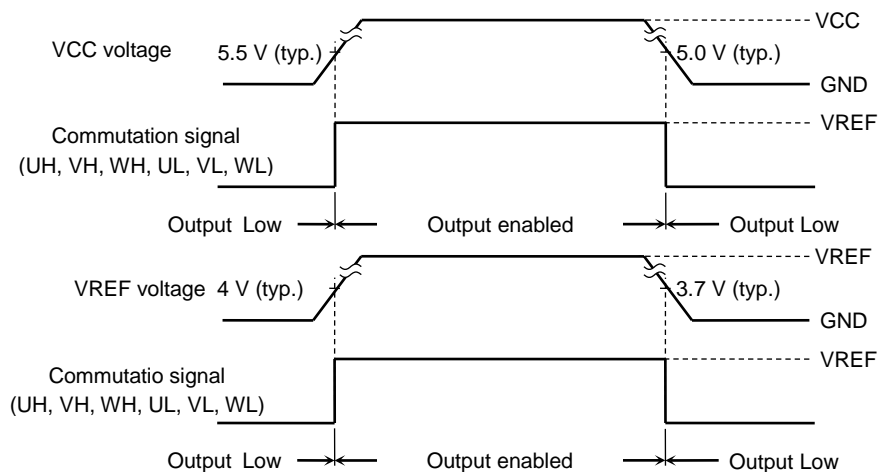 VCC
VCC voltage 5.5 V (typ.) 5.0 V (typ.)
GND
Commutation signal
(UH, VH, WH, UL, VL, WL)
VREF
Output Low Output enabled Output Low
VREF
VREF voltage 4 V (typ.) 3.7 V (typ.)
GND
VREF
Commutatio signal
(UH, VH, WH, UL, VL, WL)
Output Low Output enabled Output Low